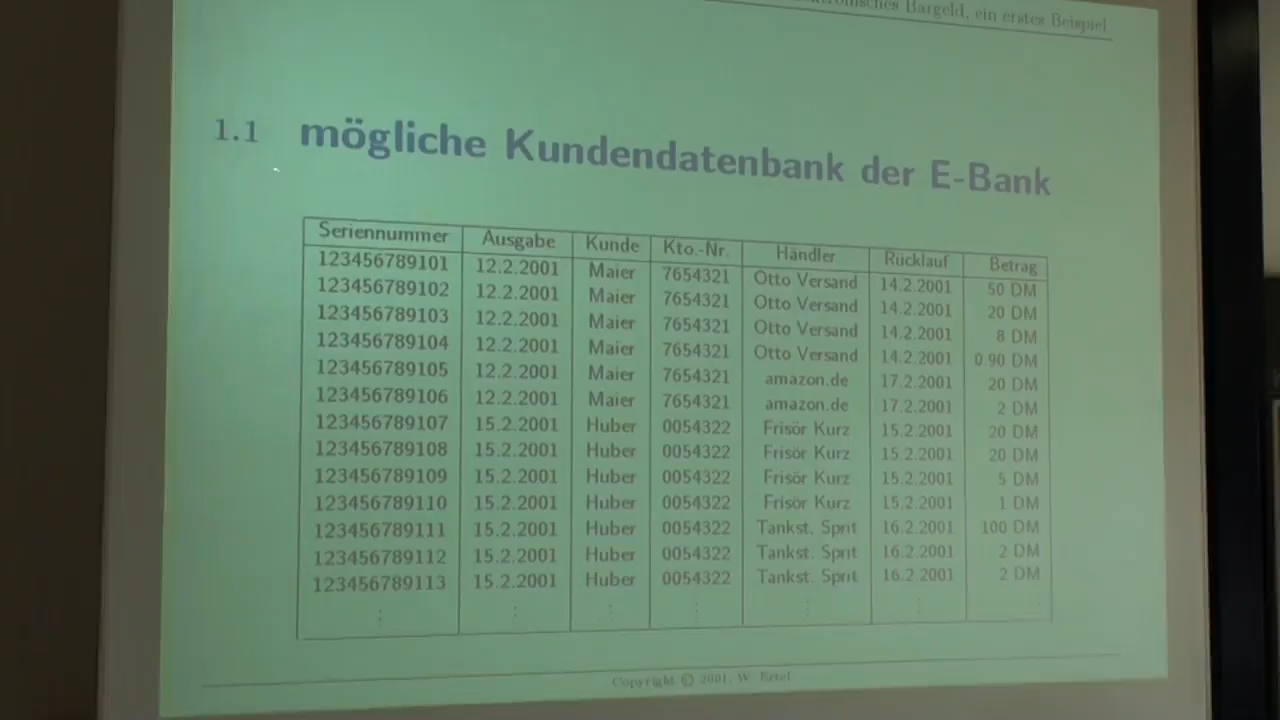 Bargeld, ein erstes Beispiel
1.1 mögliche Kundendatenbank der E-Bank
Seriennummer Ausgabe Kunde Kto.-Nr. Händler Rücklauf Betrag
123456789101 12.2.2001 Maier 7654321 Otto Versand 14.2.2001 50 DM
123456789102 12.2.2001 Maier 7654321 Otto Versand 14.2.2001 20 DM
123456789103 12.2.2001 Maier 7654321 Otto Versand 14.2.2001 8 DM
123456789104 12.2.2001 Maier 7654321 Otto Versand 14.2.2001 0.90 DM
123456789105 12.2.2001 Maier 7654321 amazon.de 17.2.2001 20 DM
123456789106 12.2.2001 Maier 7654321 amazon.de 17.2.2001 2 DM
123456789107 15.2.2001 Huber 0054322 Frisör Kurz 15.2.2001 20 DM
123456789108 15.2.2001 Huber 0054322 Frisör Kurz 15.2.2001 20 DM
123456789109 15.2.2001 Huber 0054322 Frisör Kurz 15.2.2001 5 DM
123456789110 15.2.2001 Huber 0054322 Frisör Kurz 15.2.2001 1 DM
123456789111 15.2.2001 Huber 0054322 Tankst. Sprit 16.2.2001 100 DM
123456789112 15.2.2001 Huber 0054322 Tankst. Sprit 16.2.2001 2 DM
123456789113 15.2.2001 Huber 0054322 Tankst. Sprit 16.2.2001 2 DM
Copyright © 2001, W. Ertel